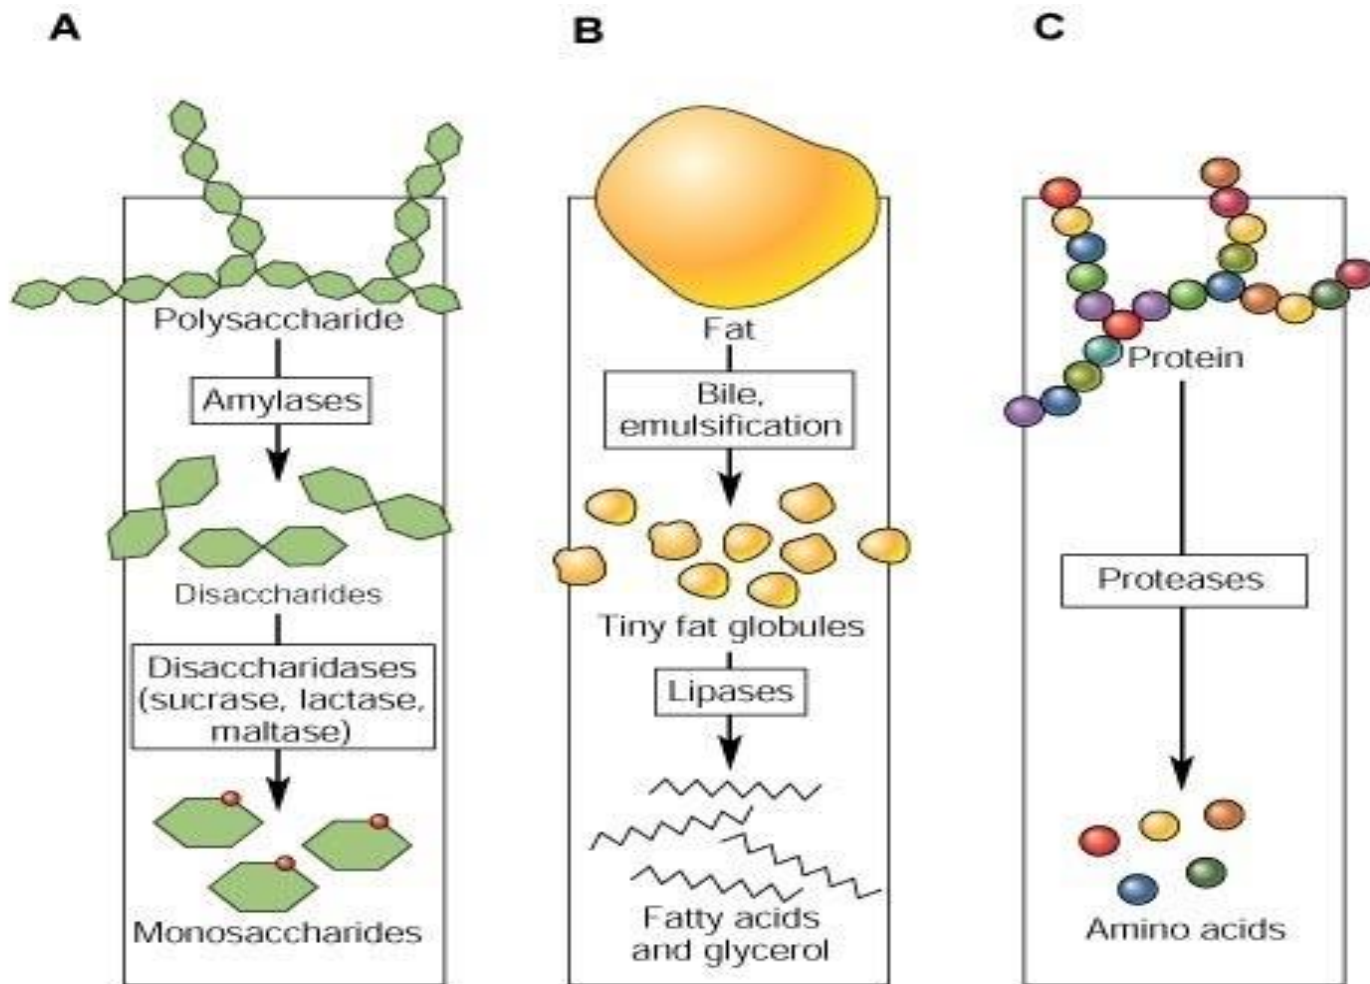 A
Polysaccharide
Amylases
Disaccharides
Disaccharidases
(sucrase, lactase,
maltase)
Monosaccharides
B
Fat
Bile,
emulsification
Tiny fat globules
Lipases
Fatty acids
and glycerol
C
Protein
Proteases
Amino acids